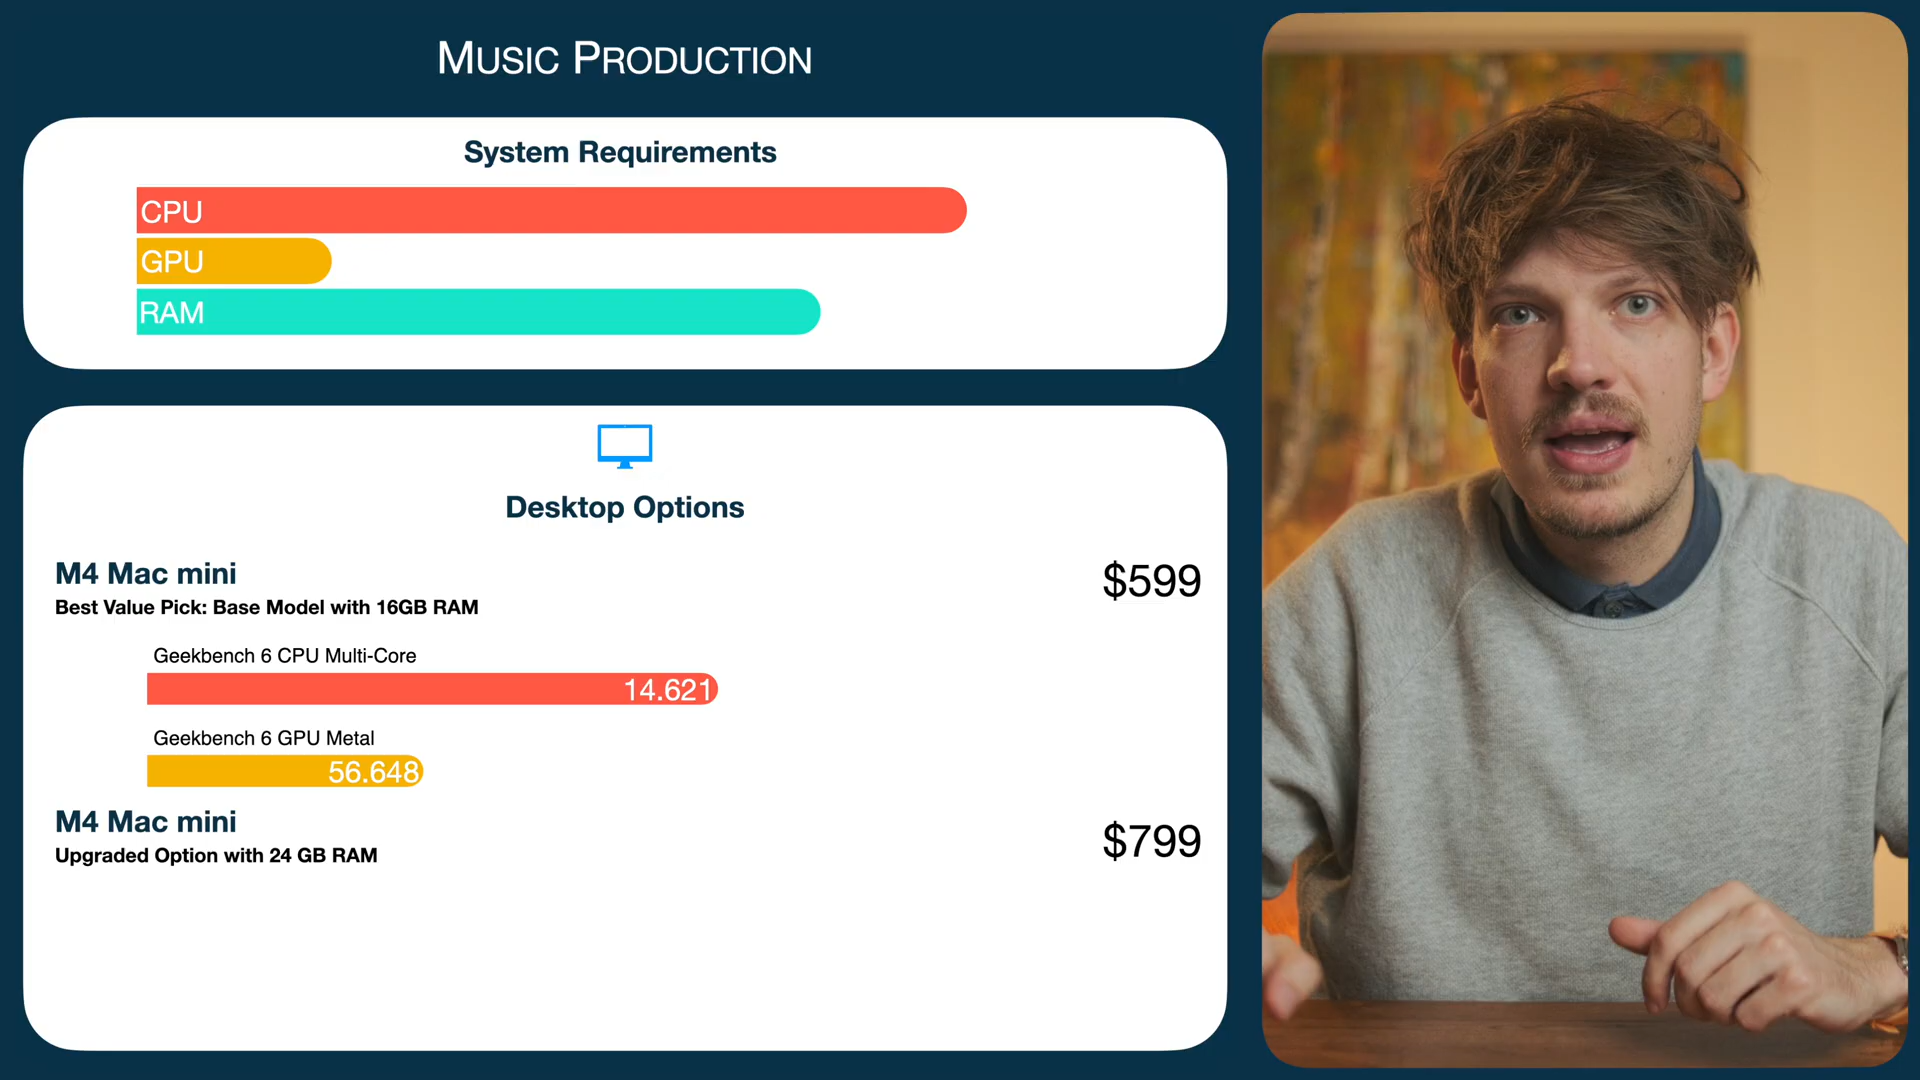 MUSIC PRODUCTION
System Requirements
CPU
GPU
RAM
Desktop Options
M4 Mac mini
$599
Best Value Pick: Base Model with 16GB RAM
Geekbench 6 CPU Multi-Core
14.621
Geekbench 6 GPU Metal
56.648
M4 Mac mini
$799
Upgraded Option with 24 GB RAM